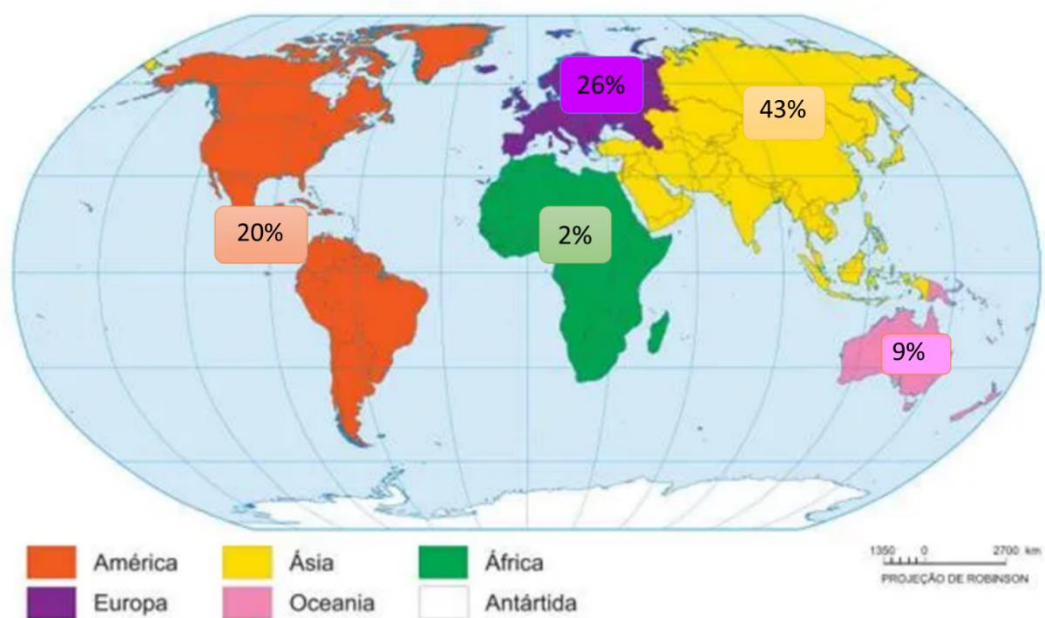 26%
43%
20%
2%
9%
América
Ásia
África
Europa
Oceania
Antártida
1350 0 2700 km
PROJEÇÃO DE ROBINSON